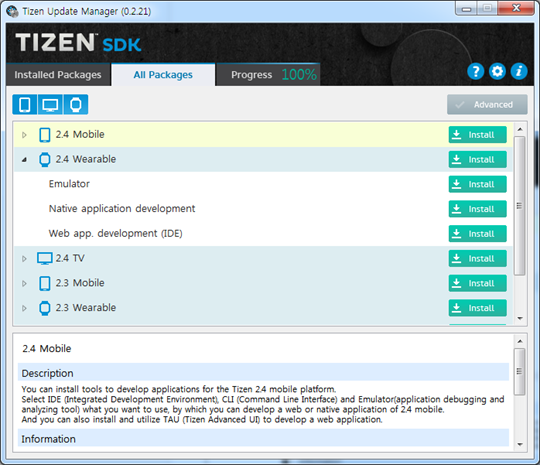 Tizen Update Manager (0.2.21)
TIZEN™ SDK
Installed Packages
All Packages
Progress 100%
Advanced
2.4 Mobile Install
2.4 Wearable Install
Emulator Install
Native application development Install
Web app. development (IDE) Install
2.4 TV Install
2.3 Mobile Install
2.3 Wearable Install
2.4 Mobile
Description
You can install tools to develop applications for the Tizen 2.4 mobile platform.
Select IDE (Integrated Development Environment), CLI (Command Line Interface) and Emulator(application debugging and
analyzing tool) what you want to use, by which you can develop a web or native application of 2.4 mobile.
And you can also install and utilize TAU (Tizen Advanced UI) to develop a web application.
Information